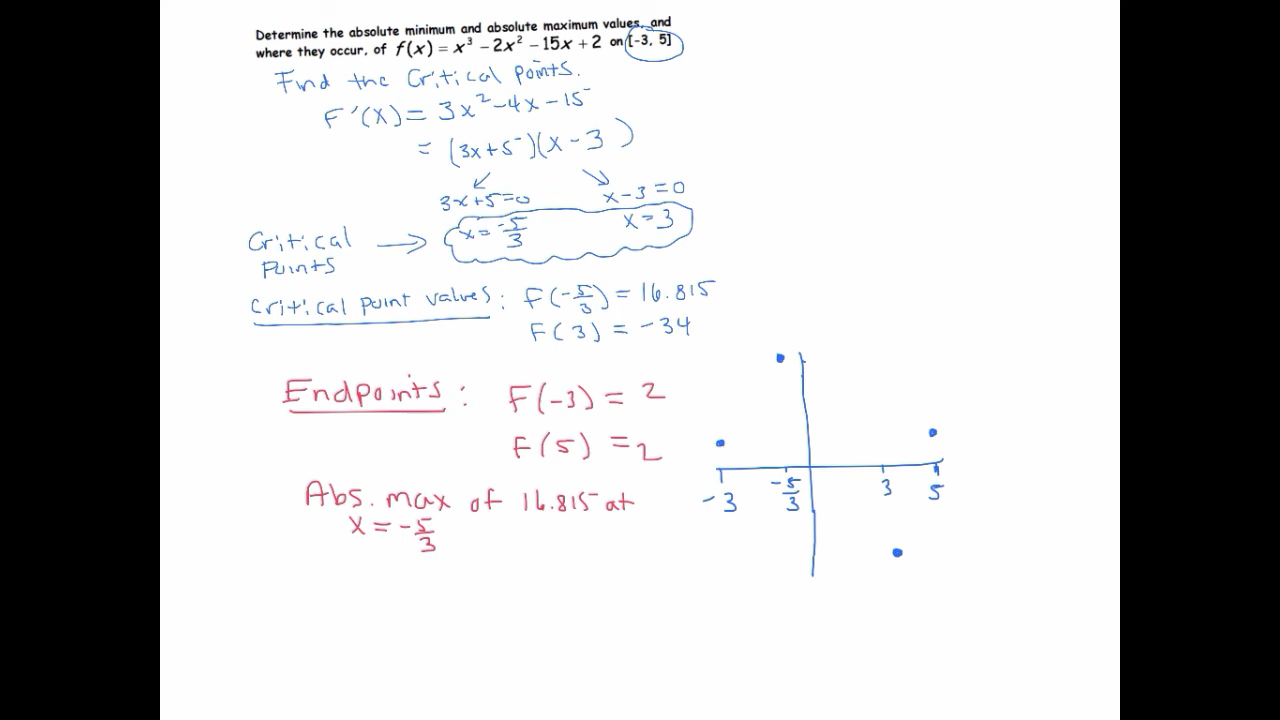 Determine the absolute minimum and absolute maximum values, and
where they occur, of f(x) = x³ − 2x² − 15x + 2 on [-3, 5]
Find the Critical points.
F'(x) = 3x² − 4x − 15
= (3x+5)(x − 3)
3x+5=0 x−3=0
x = -5/3 x = 3
Critical
Points
Critical point values: F(-5/3) = 16.815
F(3) = -34
Endpoints: F(-3) = 2
F(5) = 2
Abs. max of 16.815 at
x = -5/3
-3 -5/3 3 5